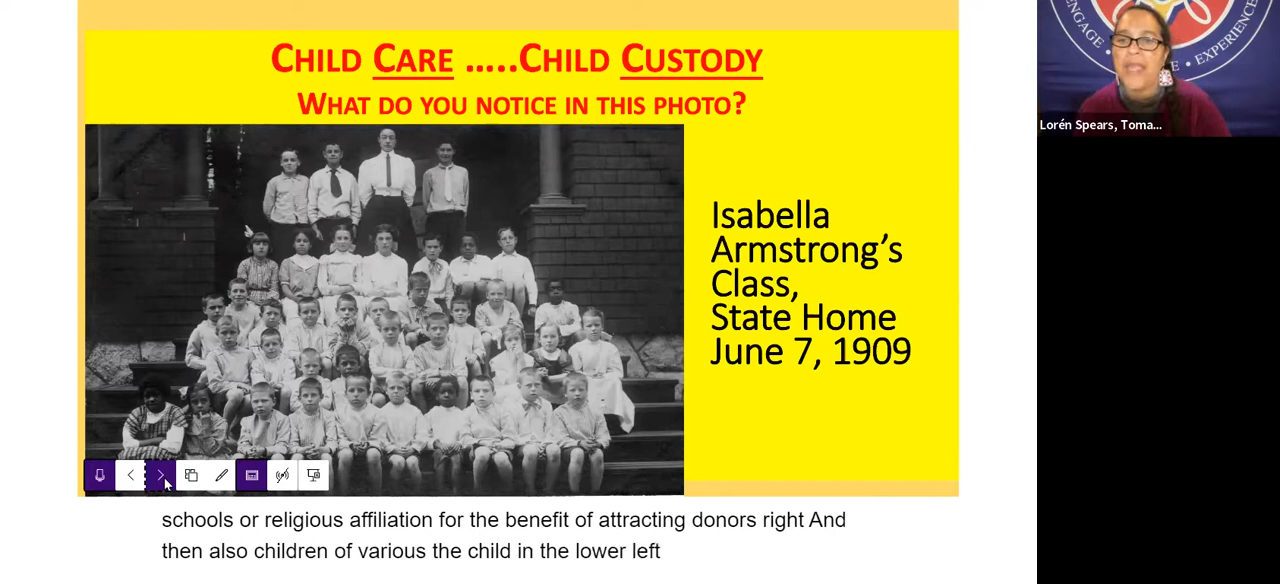 CHILD CARE .....CHILD CUSTODY
WHAT DO YOU NOTICE IN THIS PHOTO?
Isabella
Armstrong's
Class,
State Home
June 7, 1909
schools or religious affiliation for the benefit of attracting donors right And
then also children of various the child in the lower left
ENGAGE • 
E • EXPERIENCE
Lorén Spears, Toma...